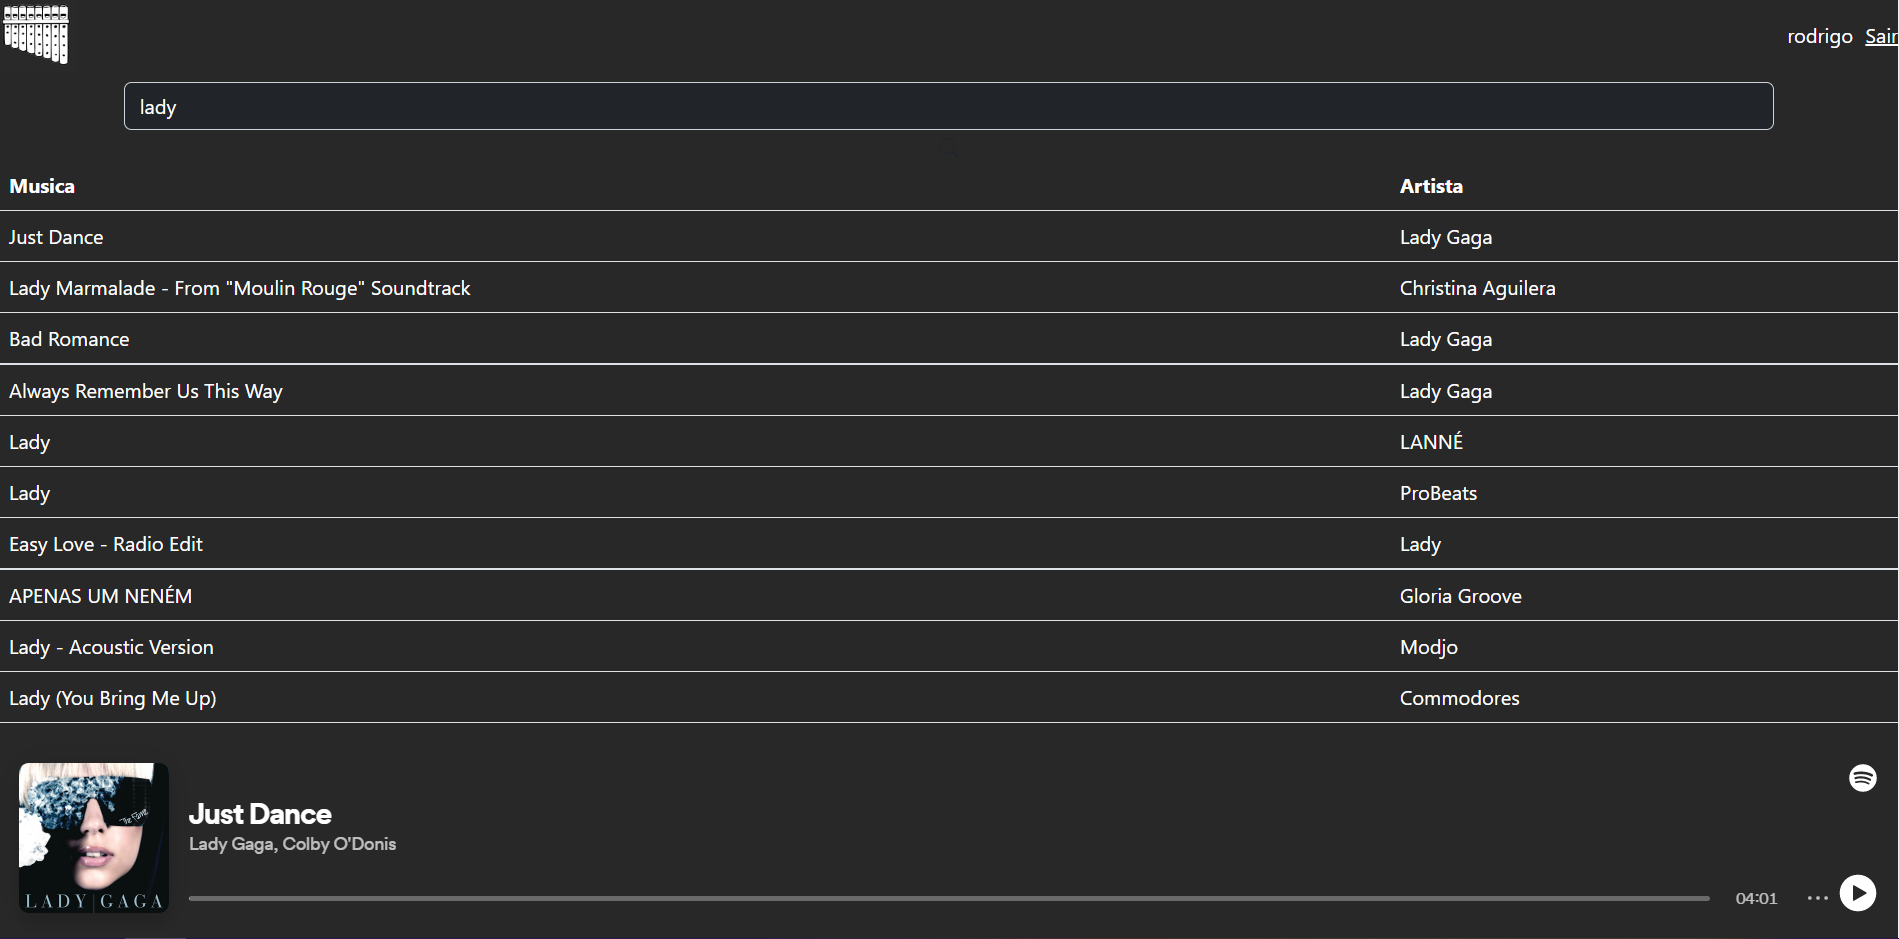 rodrigo Sair
lady
Musica Artista
Just Dance Lady Gaga
Lady Marmalade - From "Moulin Rouge" Soundtrack Christina Aguilera
Bad Romance Lady Gaga
Always Remember Us This Way Lady Gaga
Lady LANNÉ
Lady ProBeats
Easy Love - Radio Edit Lady
APENAS UM NENÉM Gloria Groove
Lady - Acoustic Version Modjo
Lady (You Bring Me Up) Commodores
The Fame
LADY GAGA
Just Dance
Lady Gaga, Colby O'Donis
04:01